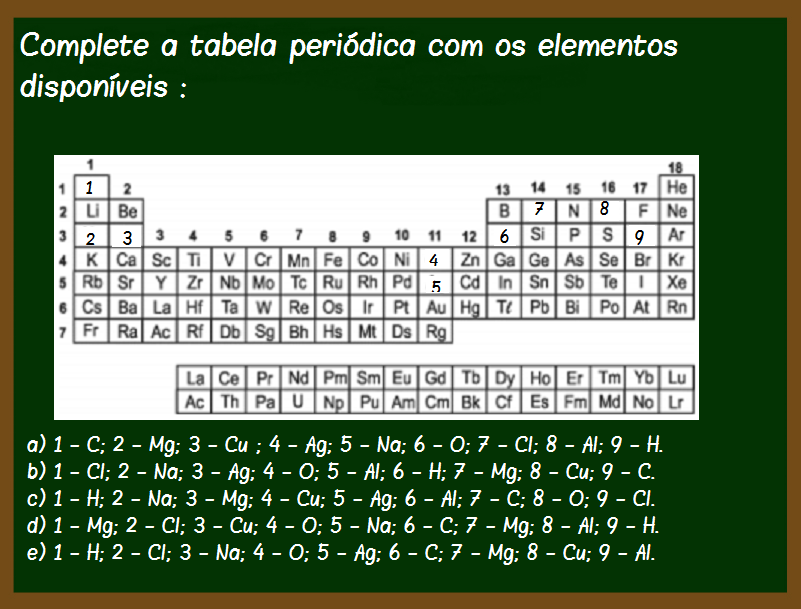 Complete a tabela periódica com os elementos
disponíveis :
1 18
1 1 2 13 14 15 16 17 He
2 Li Be B 7 N 8 F Ne
3 2 3 3 4 5 6 7 8 9 10 11 12 6 Si P S 9 Ar
4 K Ca Sc Ti V Cr Mn Fe Co Ni 4 Zn Ga Ge As Se Br Kr
5 Rb Sr Y Zr Nb Mo Tc Ru Rh Pd 5 Cd In Sn Sb Te I Xe
6 Cs Ba La Hf Ta W Re Os Ir Pt Au Hg Tℓ Pb Bi Po At Rn
7 Fr Ra Ac Rf Db Sg Bh Hs Mt Ds Rg
La Ce Pr Nd Pm Sm Eu Gd Tb Dy Ho Er Tm Yb Lu
Ac Th Pa U Np Pu Am Cm Bk Cf Es Fm Md No Lr
a) 1 - C; 2 - Mg; 3 - Cu ; 4 - Ag; 5 - Na; 6 - O; 7 - Cl; 8 - Al; 9 - H.
b) 1 - Cl; 2 - Na; 3 - Ag; 4 - O; 5 - Al; 6 - H; 7 - Mg; 8 - Cu; 9 - C.
c) 1 - H; 2 - Na; 3 - Mg; 4 - Cu; 5 - Ag; 6 - Al; 7 - C; 8 - O; 9 - Cl.
d) 1 - Mg; 2 - Cl; 3 - Cu; 4 - O; 5 - Na; 6 - C; 7 - Mg; 8 - Al; 9 - H.
e) 1 - H; 2 - Cl; 3 - Na; 4 - O; 5 - Ag; 6 - C; 7 - Mg; 8 - Cu; 9 - Al.